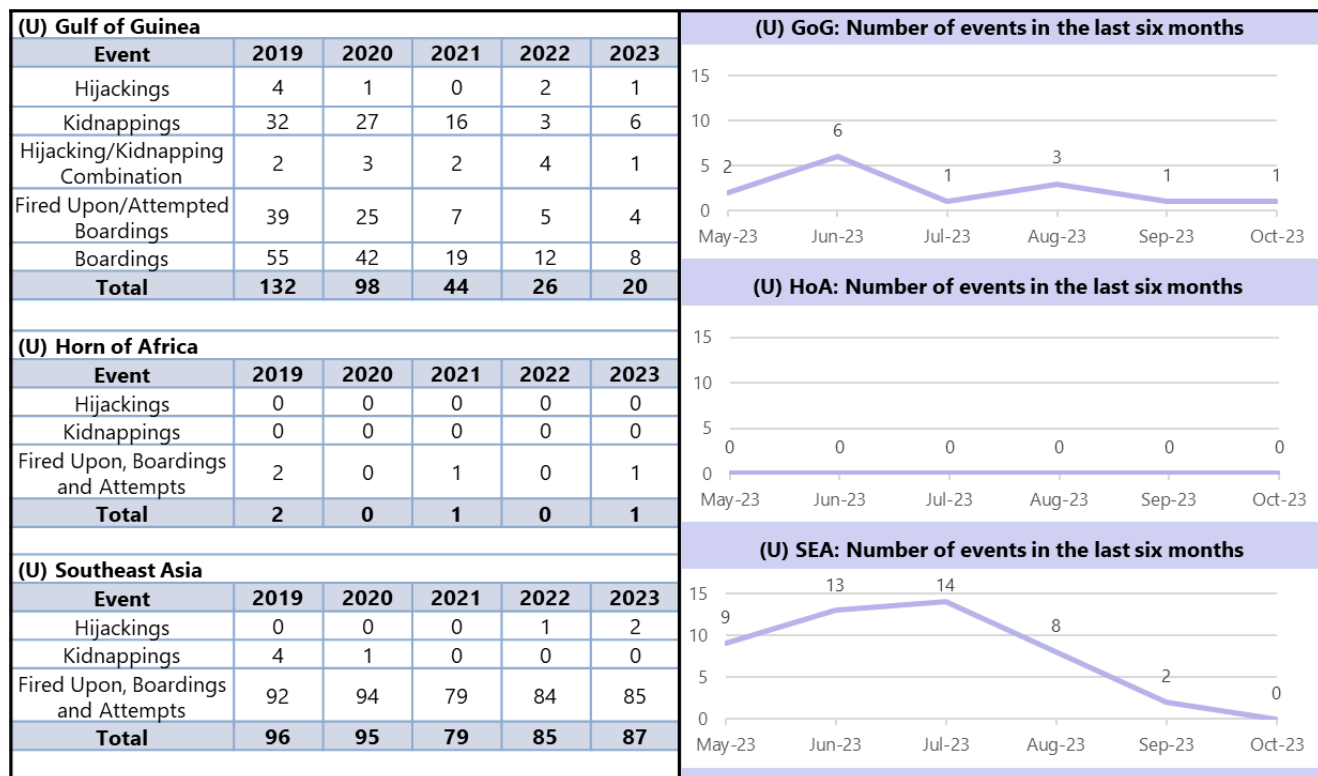 (U) Gulf of Guinea
Event 2019 2020 2021 2022 2023
Hijackings 4 1 0 2 1
Kidnappings 32 27 16 3 6
Hijacking/Kidnapping
Combination 2 3 2 4 1
Fired Upon/Attempted
Boardings 39 25 7 5 4
Boardings 55 42 19 12 8
Total 132 98 44 26 20
(U) Horn of Africa
Event 2019 2020 2021 2022 2023
Hijackings 0 0 0 0 0
Kidnappings 0 0 0 0 0
Fired Upon, Boardings
and Attempts 2 0 1 0 1
Total 2 0 1 0 1
(U) Southeast Asia
Event 2019 2020 2021 2022 2023
Hijackings 0 0 0 1 2
Kidnappings 4 1 0 0 0
Fired Upon, Boardings
and Attempts 92 94 79 84 85
Total 96 95 79 85 87
(U) GoG: Number of events in the last six months
15
10
5
0
2 6 1 3 1 1
May-23 Jun-23 Jul-23 Aug-23 Sep-23 Oct-23
(U) HoA: Number of events in the last six months
15
10
5
0
0 0 0 0 0 0
May-23 Jun-23 Jul-23 Aug-23 Sep-23 Oct-23
(U) SEA: Number of events in the last six months
15
10
5
0
9 13 14 8 2 0
May-23 Jun-23 Jul-23 Aug-23 Sep-23 Oct-23